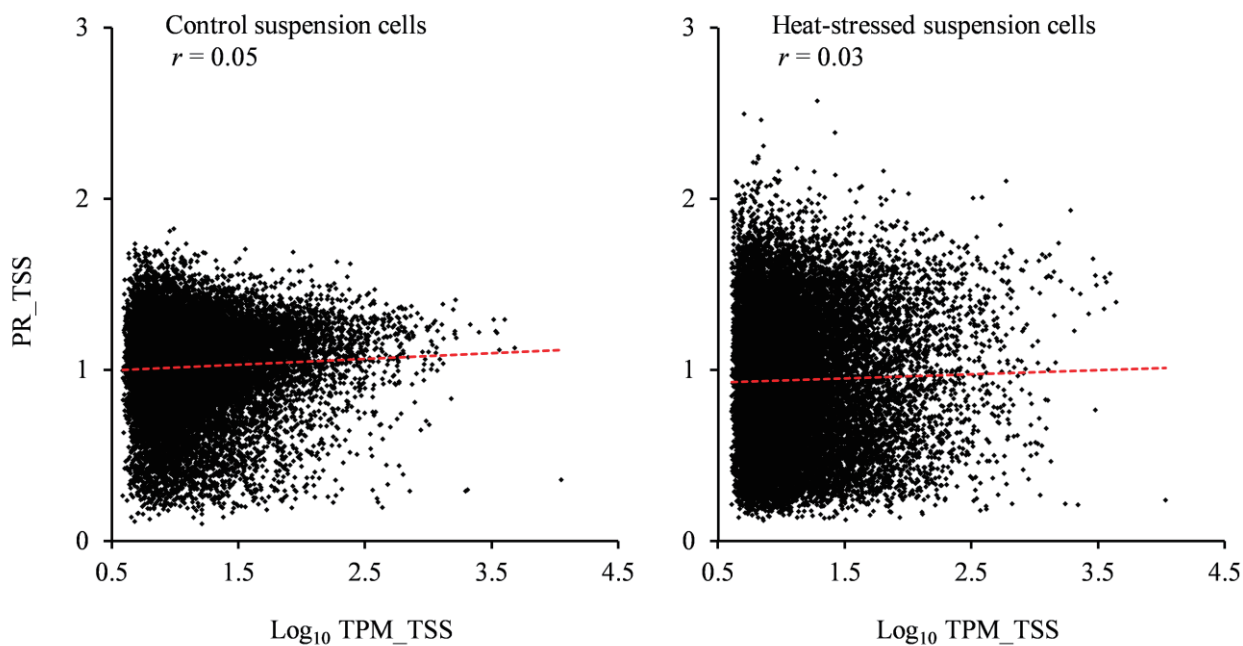 Control suspension cells
r = 0.05
3
2
1
0
PR_TSS
0.5 1.5 2.5 3.5 4.5
Log₁₀ TPM_TSS
Heat-stressed suspension cells
r = 0.03
3
2
1
0
0.5 1.5 2.5 3.5 4.5
Log₁₀ TPM_TSS